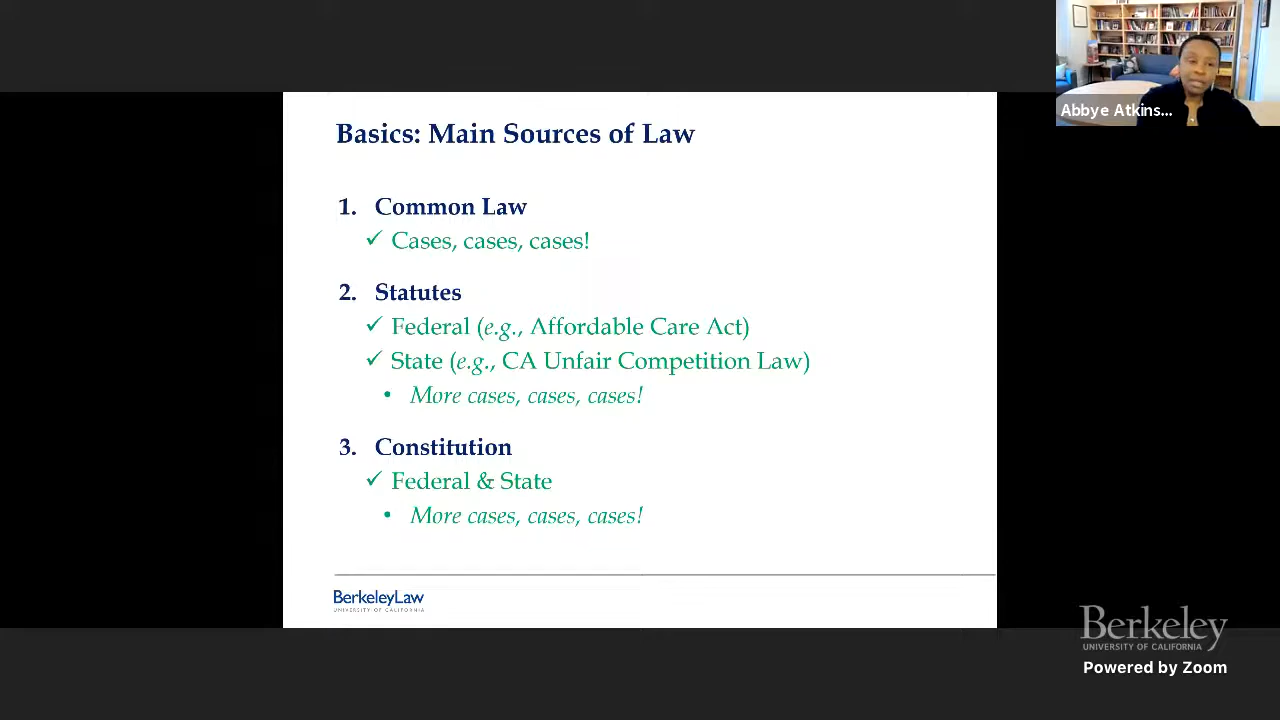 Abbye Atkins...
Basics: Main Sources of Law
1. Common Law
✓ Cases, cases, cases!
2. Statutes
✓ Federal (e.g., Affordable Care Act)
✓ State (e.g., CA Unfair Competition Law)
• More cases, cases, cases!
3. Constitution
✓ Federal & State
• More cases, cases, cases!
BerkeleyLaw
UNIVERSITY OF CALIFORNIA
Berkeley
UNIVERSITY OF CALIFORNIA
Powered by Zoom